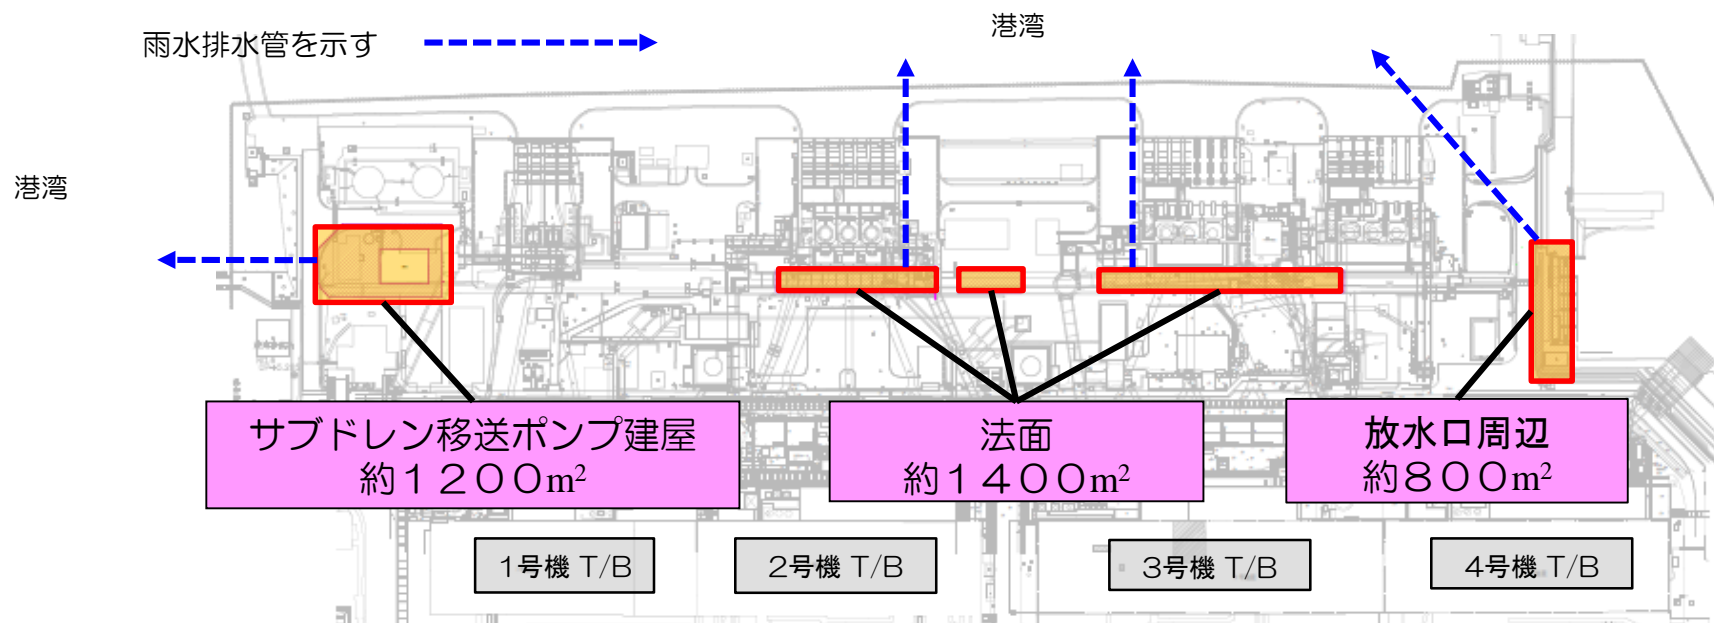 港湾
雨水排水管を示す
港湾
サブドレン移送ポンプ建屋
約１２００m²
法面
約１４００m²
放水口周辺
約８００m²
1号機 T/B
2号機 T/B
3号機 T/B
4号機 T/B